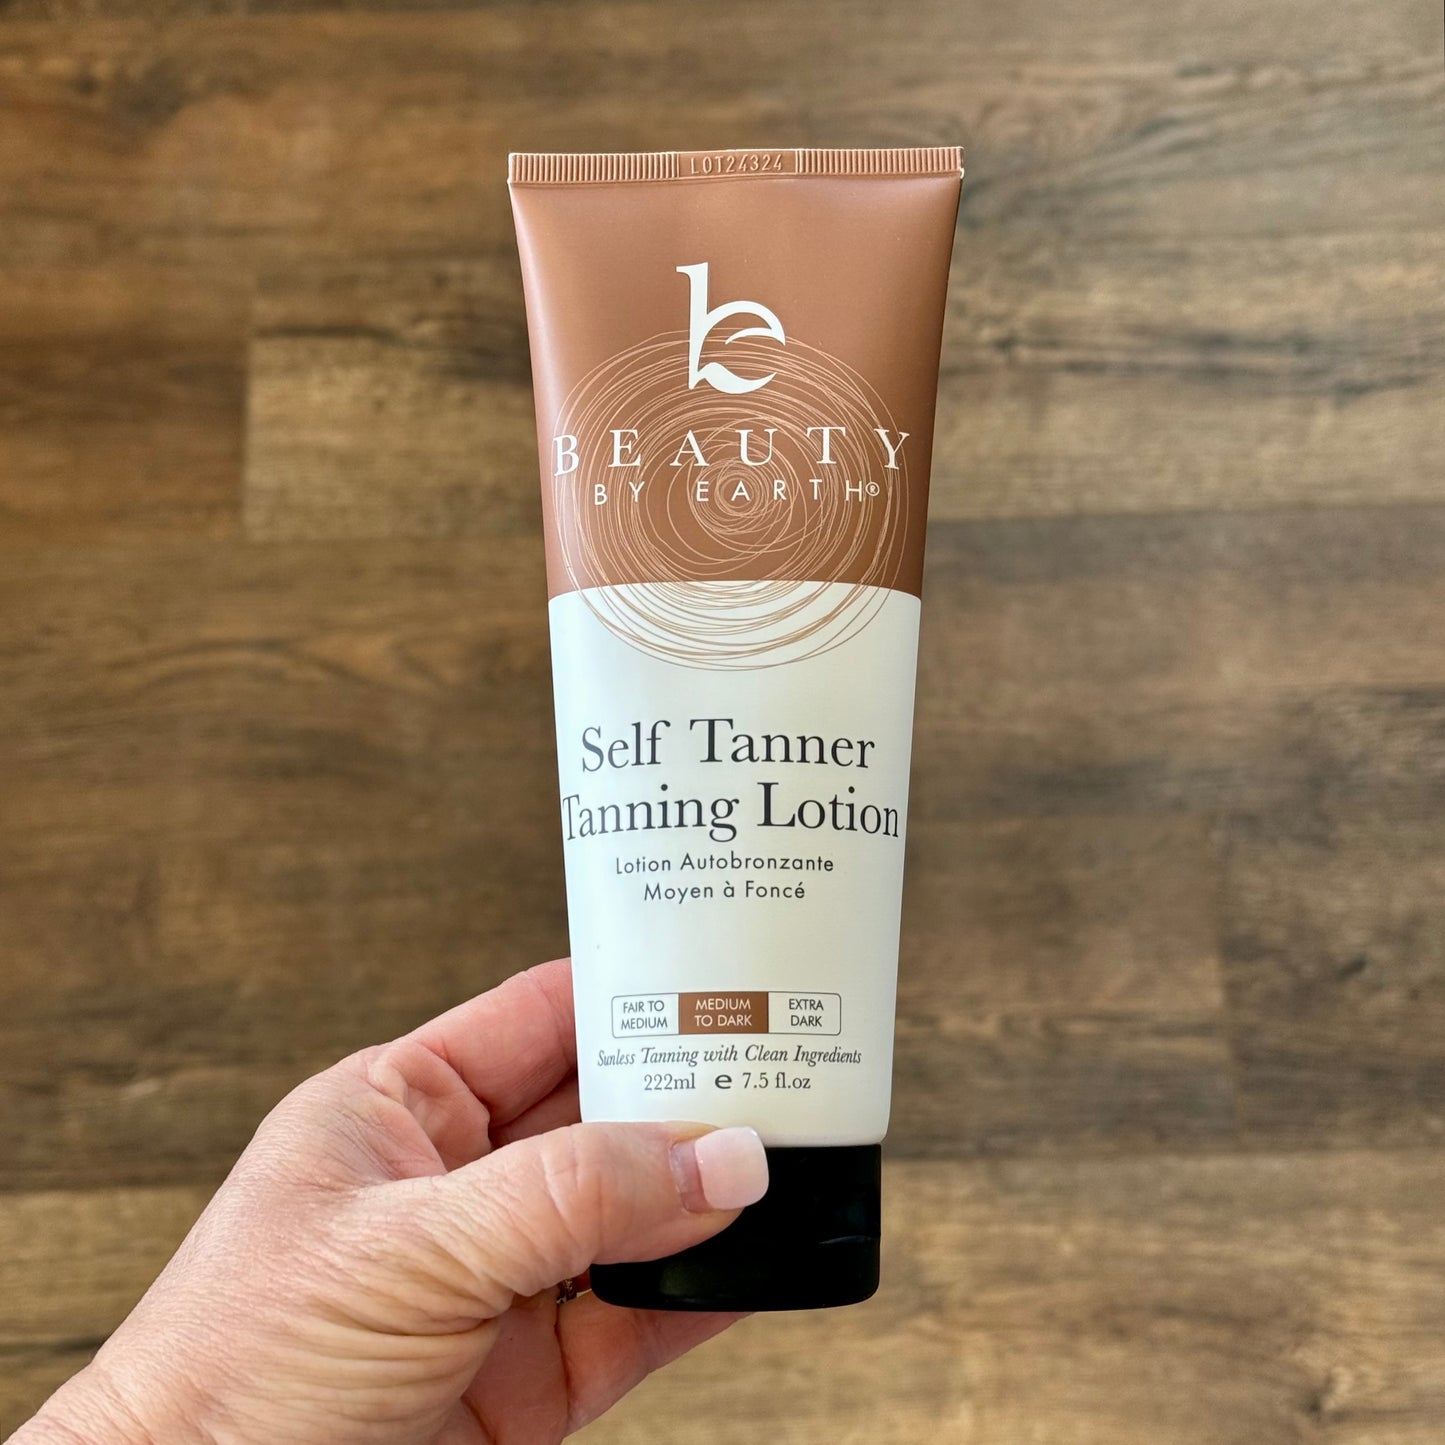 LOT24324
be
BEAUTY
BY EARTH®
Self Tanner
Tanning Lotion
Lotion Autobronzante
Moyen à Foncé
FAIR TO MEDIUM
MEDIUM TO DARK
EXTRA DARK
Sunless Tanning with Clean Ingredients
222ml ℮ 7.5 fl.oz